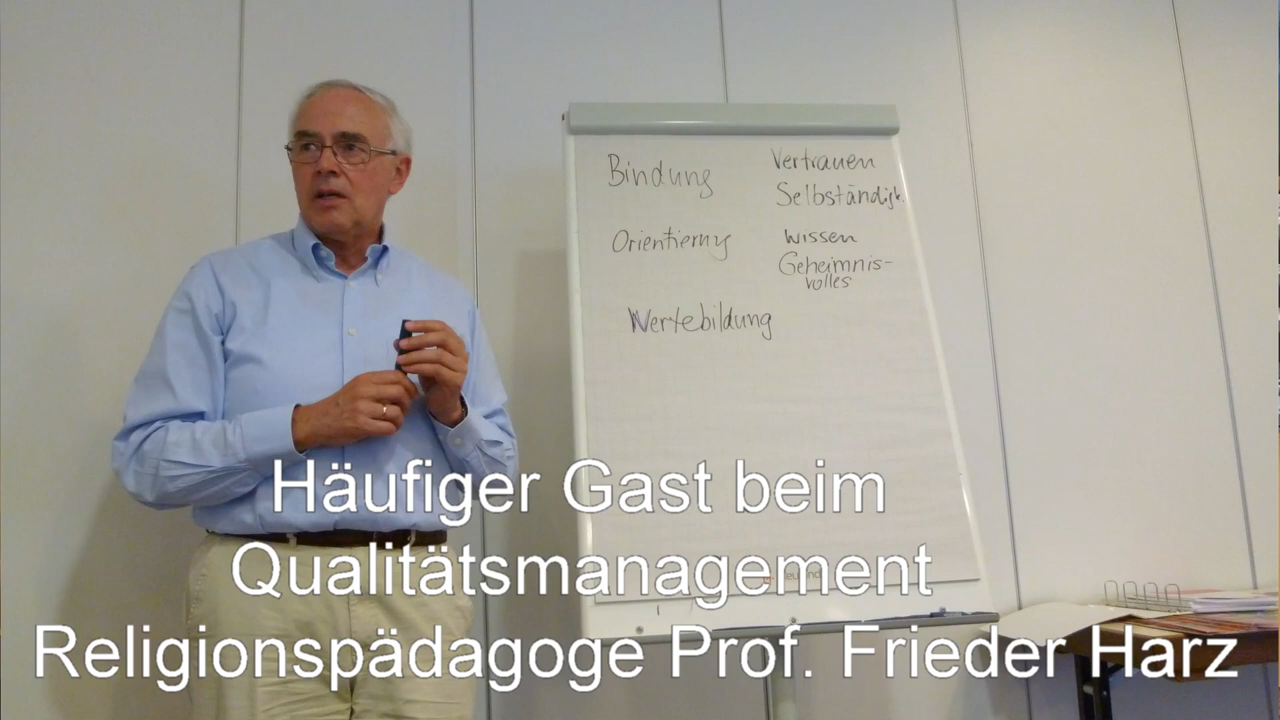 Bindung
Vertrauen
Selbständigk.
Orientierung
Wissen
Geheimnis-
volles
Wertebildung
Häufiger Gast beim
Qualitätsmanagement
Religionspädagoge Prof. Frieder Harz